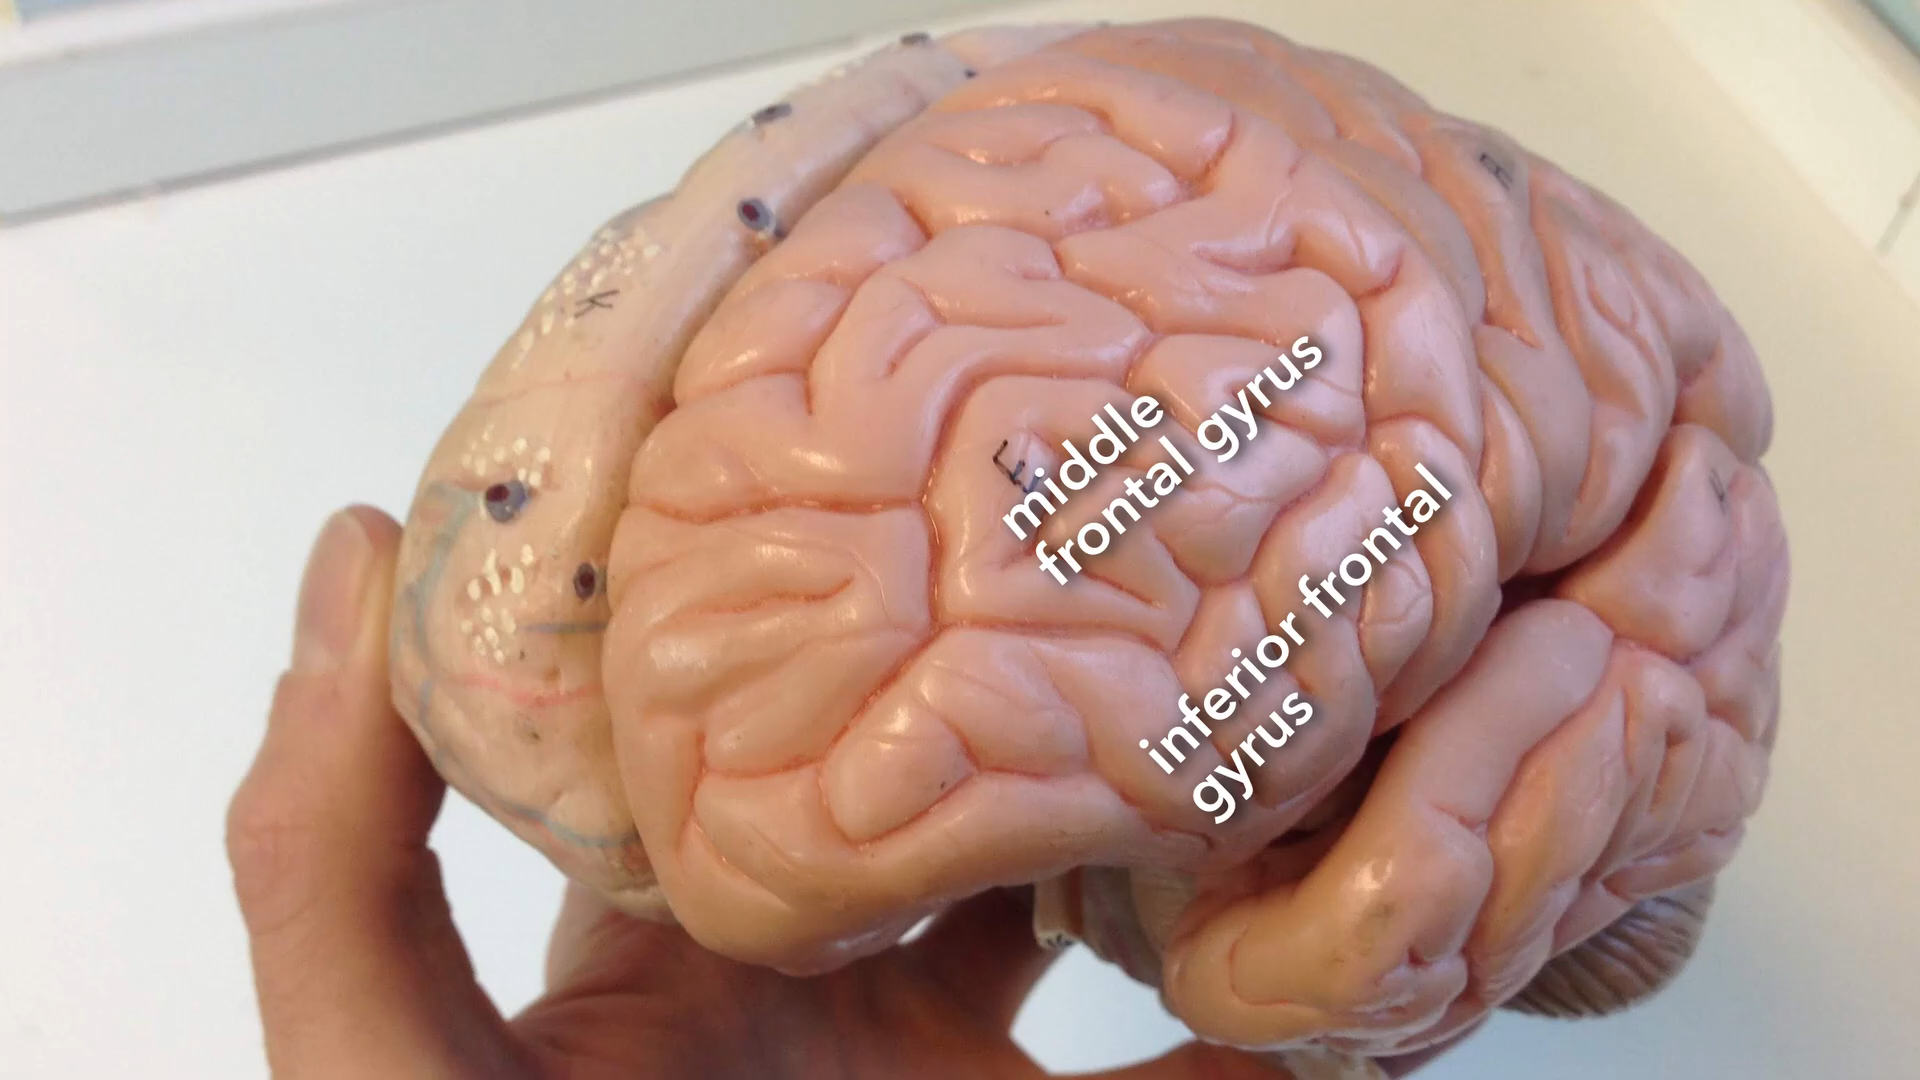 K
F
middle
frontal gyrus
inferior frontal
gyrus